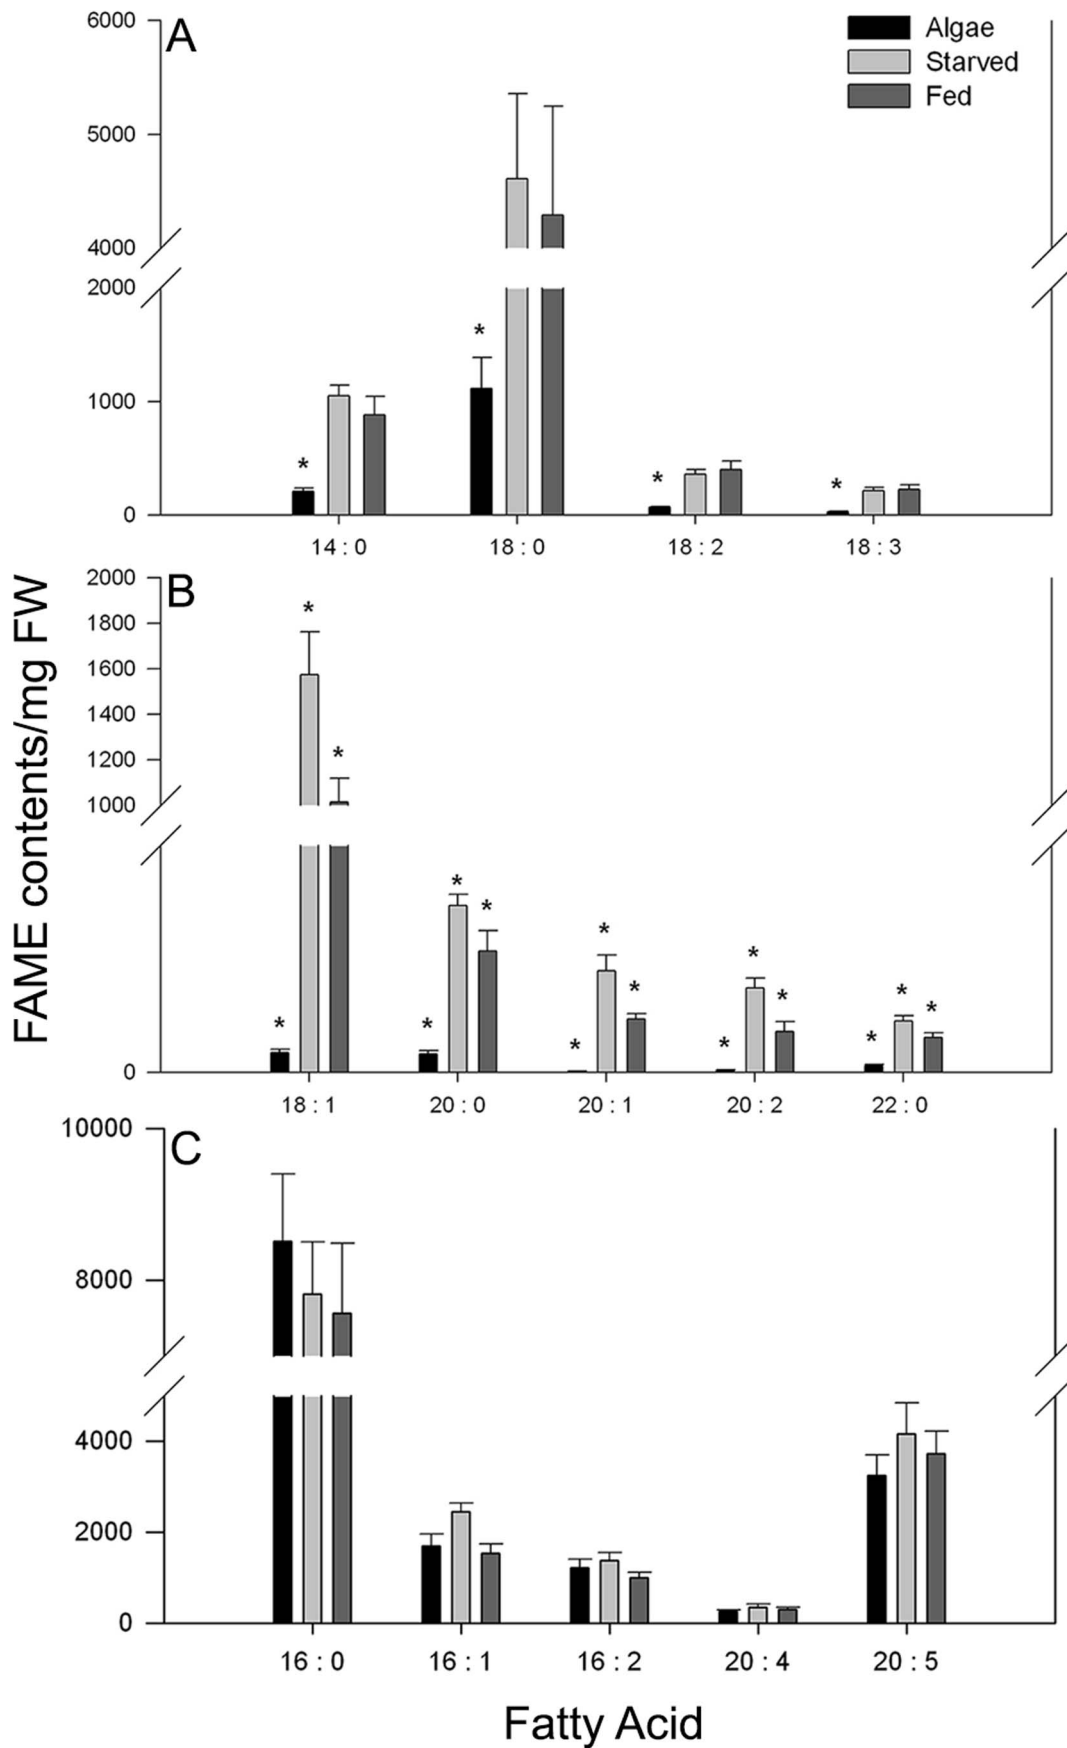 A
Algae
Starved
Fed
6000
5000
4000
2000
1000
0
*
*
*
*
14 : 0
18 : 0
18 : 2
18 : 3
B
2000
1800
1600
1400
1200
1000
0
* * *
* * *
* * *
* * *
* * *
18 : 1
20 : 0
20 : 1
20 : 2
22 : 0
C
10000
8000
4000
2000
0
16 : 0
16 : 1
16 : 2
20 : 4
20 : 5
FAME contents/mg FW
Fatty Acid